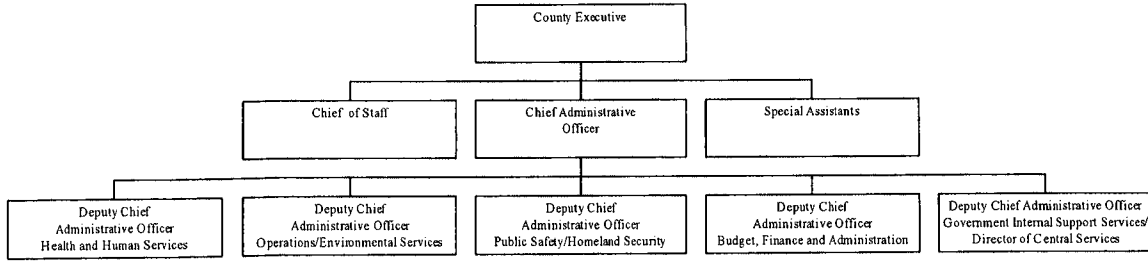 County Executive
Chief of Staff
Chief Administrative
Officer
Special Assistants
Deputy Chief
Administrative Officer
Health and Human Services
Deputy Chief
Administrative Officer
Operations/Environmental Services
Deputy Chief
Administrative Officer
Public Safety/Homeland Security
Deputy Chief
Administrative Officer
Budget, Finance and Administration
Deputy Chief Administrative Officer
Government Internal Support Services/
Director of Central Services